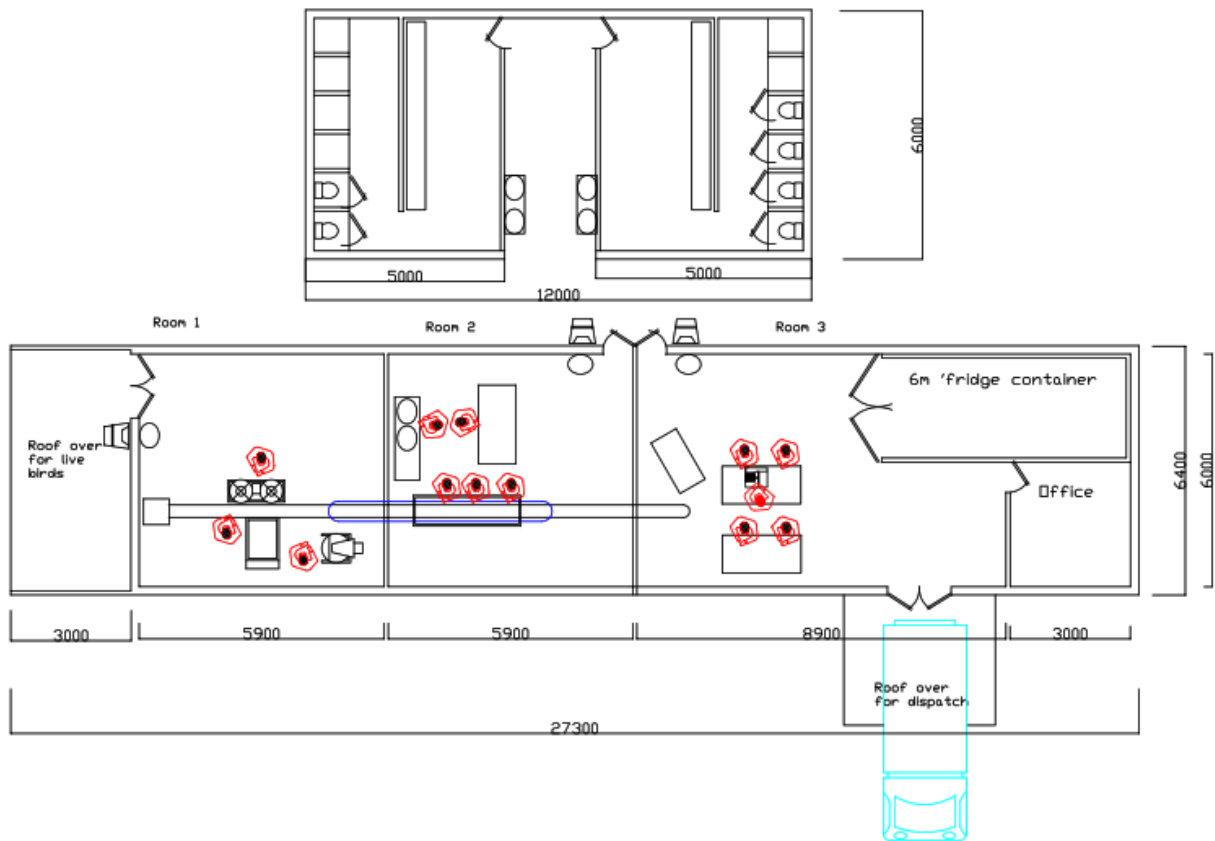 6000
5000
5000
12000
Room 1
Room 2
Room 3
6m 'fridge container
Roof over
for live
birds
Office
6400
6000
3000
5900
5900
8900
3000
Roof over
for dispatch
27300